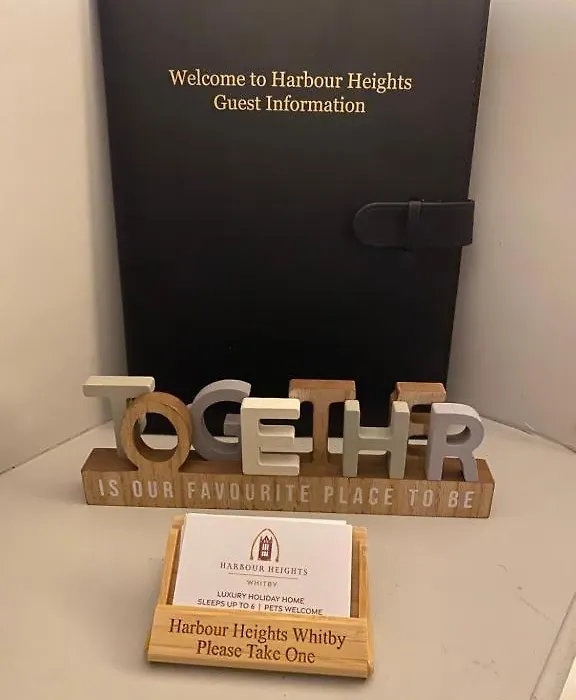 Welcome to Harbour Heights
Guest Information
TOGETHER
IS OUR FAVOURITE PLACE TO BE
HARBOUR HEIGHTS
WHITBY
LUXURY HOLIDAY HOME
SLEEPS UP TO 6 | PETS WELCOME
Harbour Heights Whitby
Please Take One